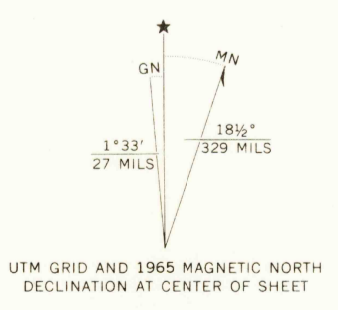 ★
GN
MN
1°33′
27 MILS
18½°
329 MILS
UTM GRID AND 1965 MAGNETIC NORTH
DECLINATION AT CENTER OF SHEET